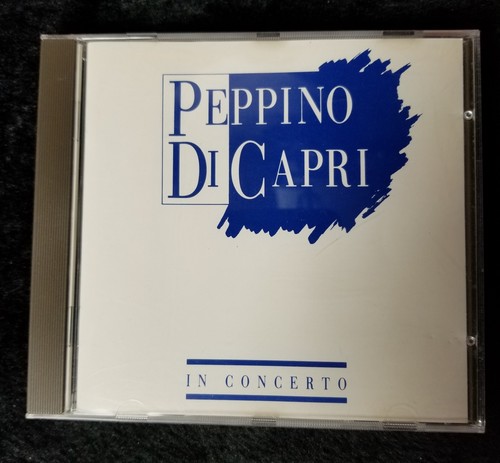 PEPPINO
DI CAPRI
IN CONCERTO